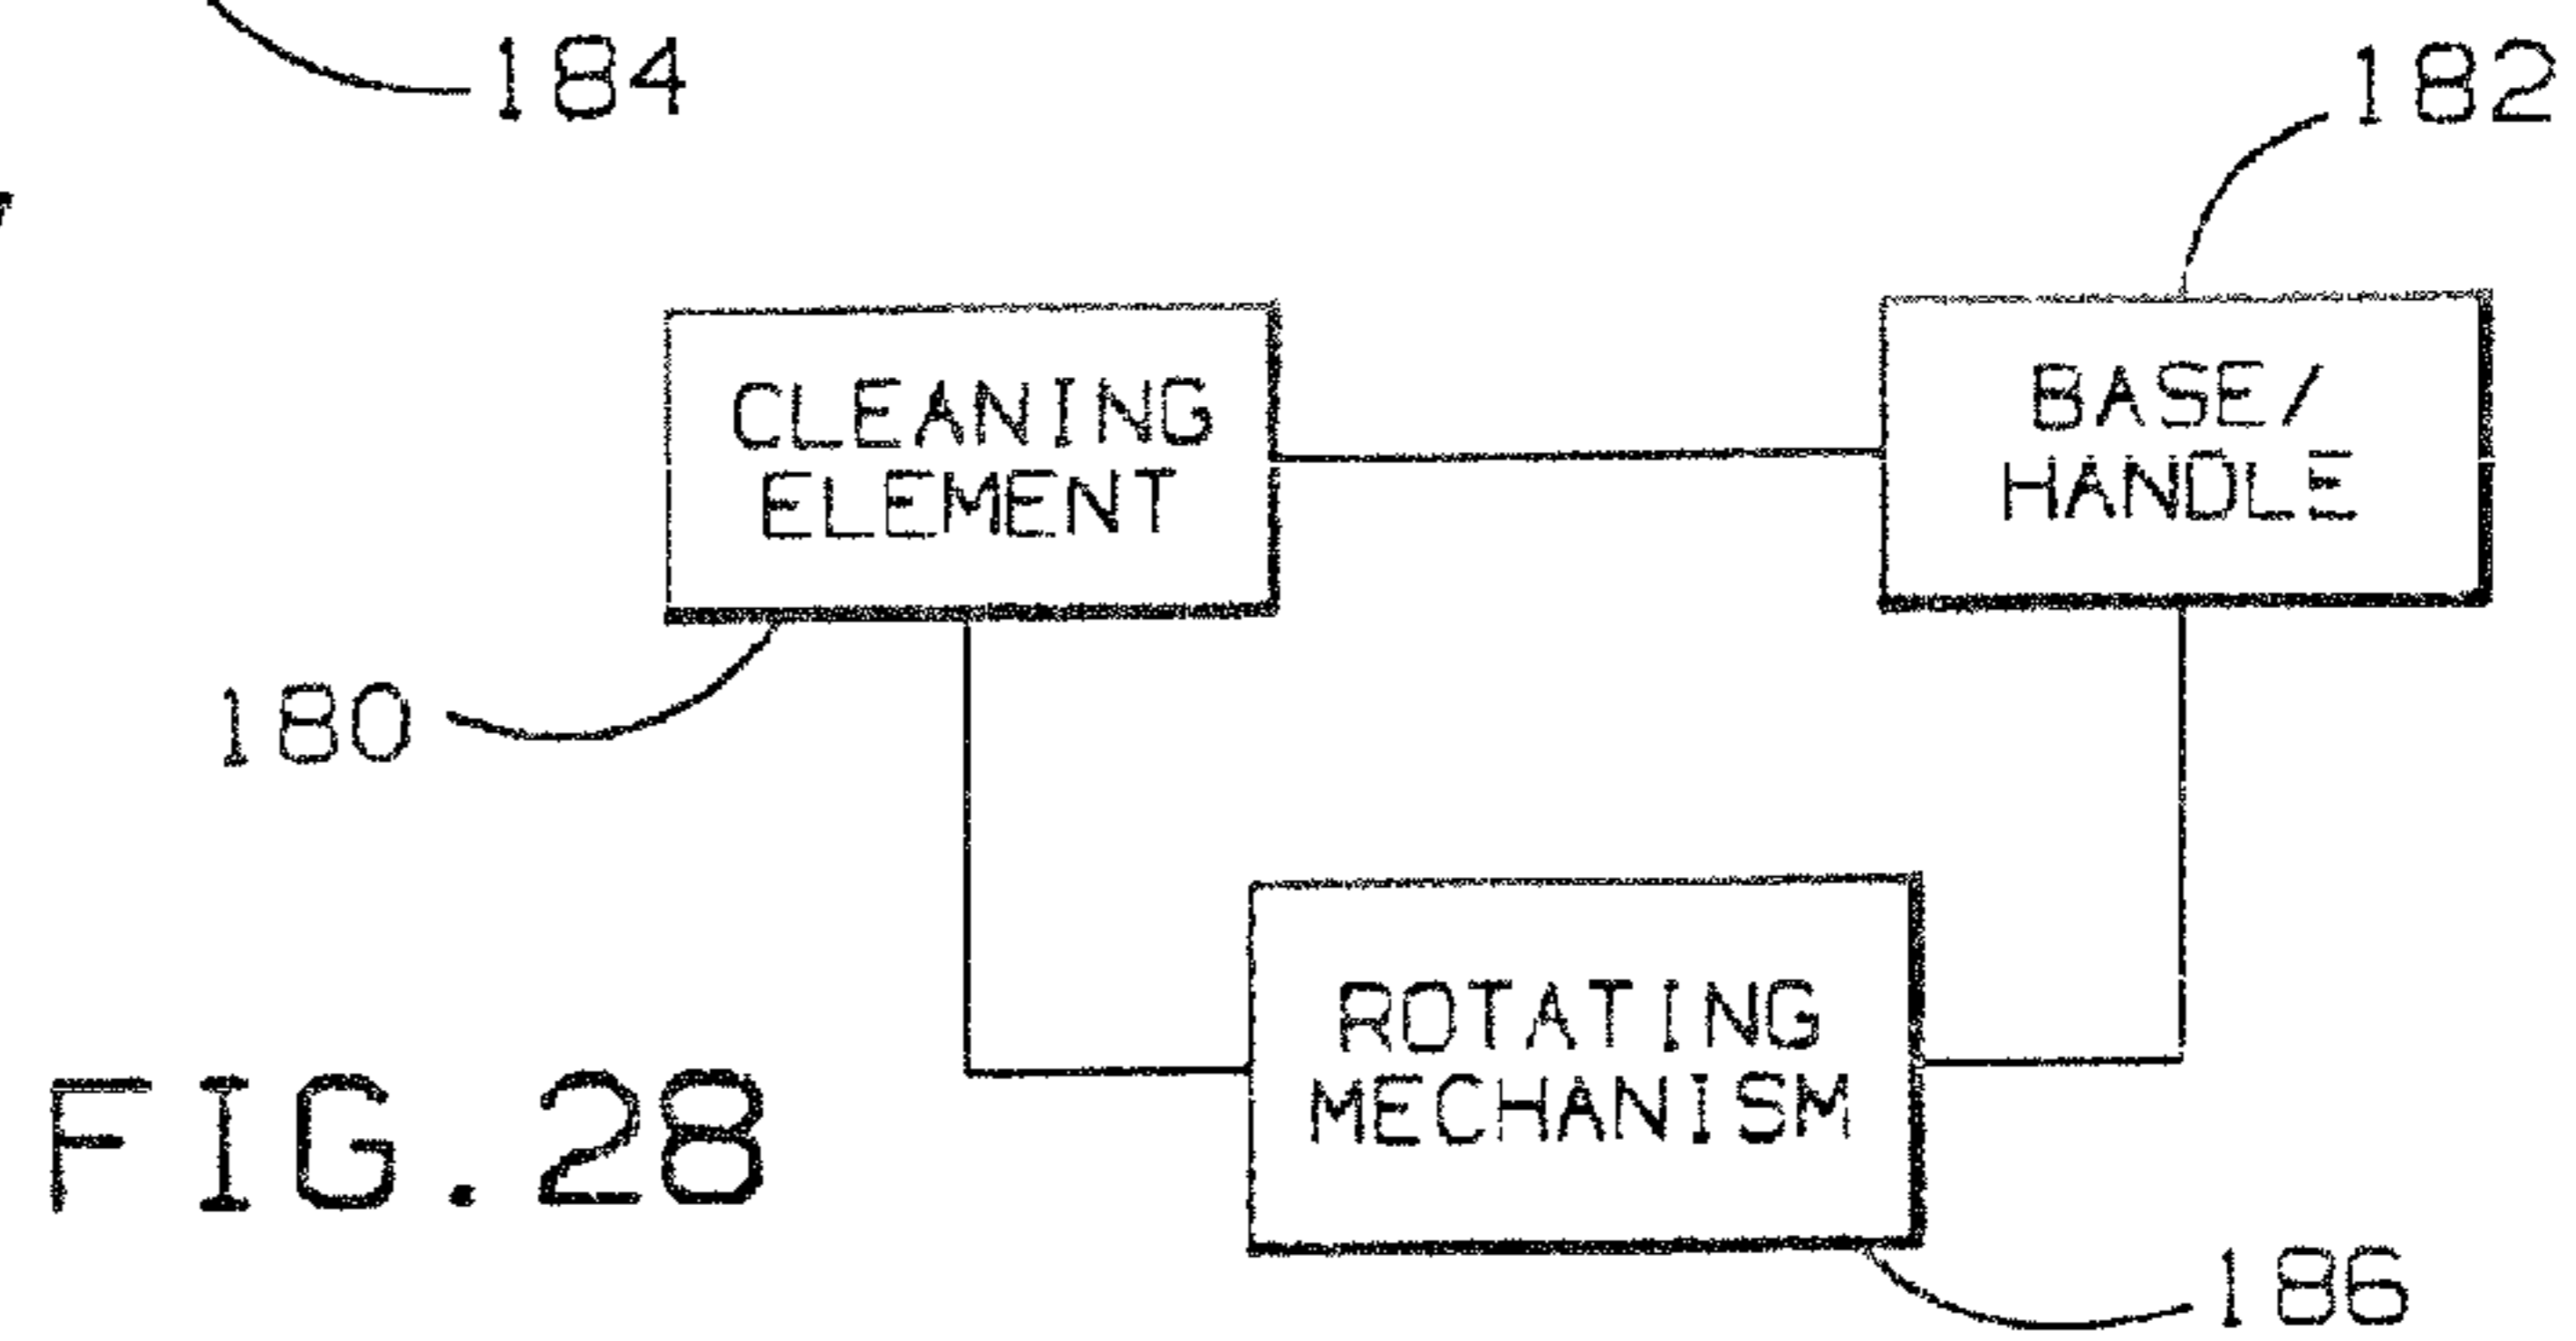 184
182
CLEANING
ELEMENT
BASE/
HANDLE
180
ROTATING
MECHANISM
FIG.28
186